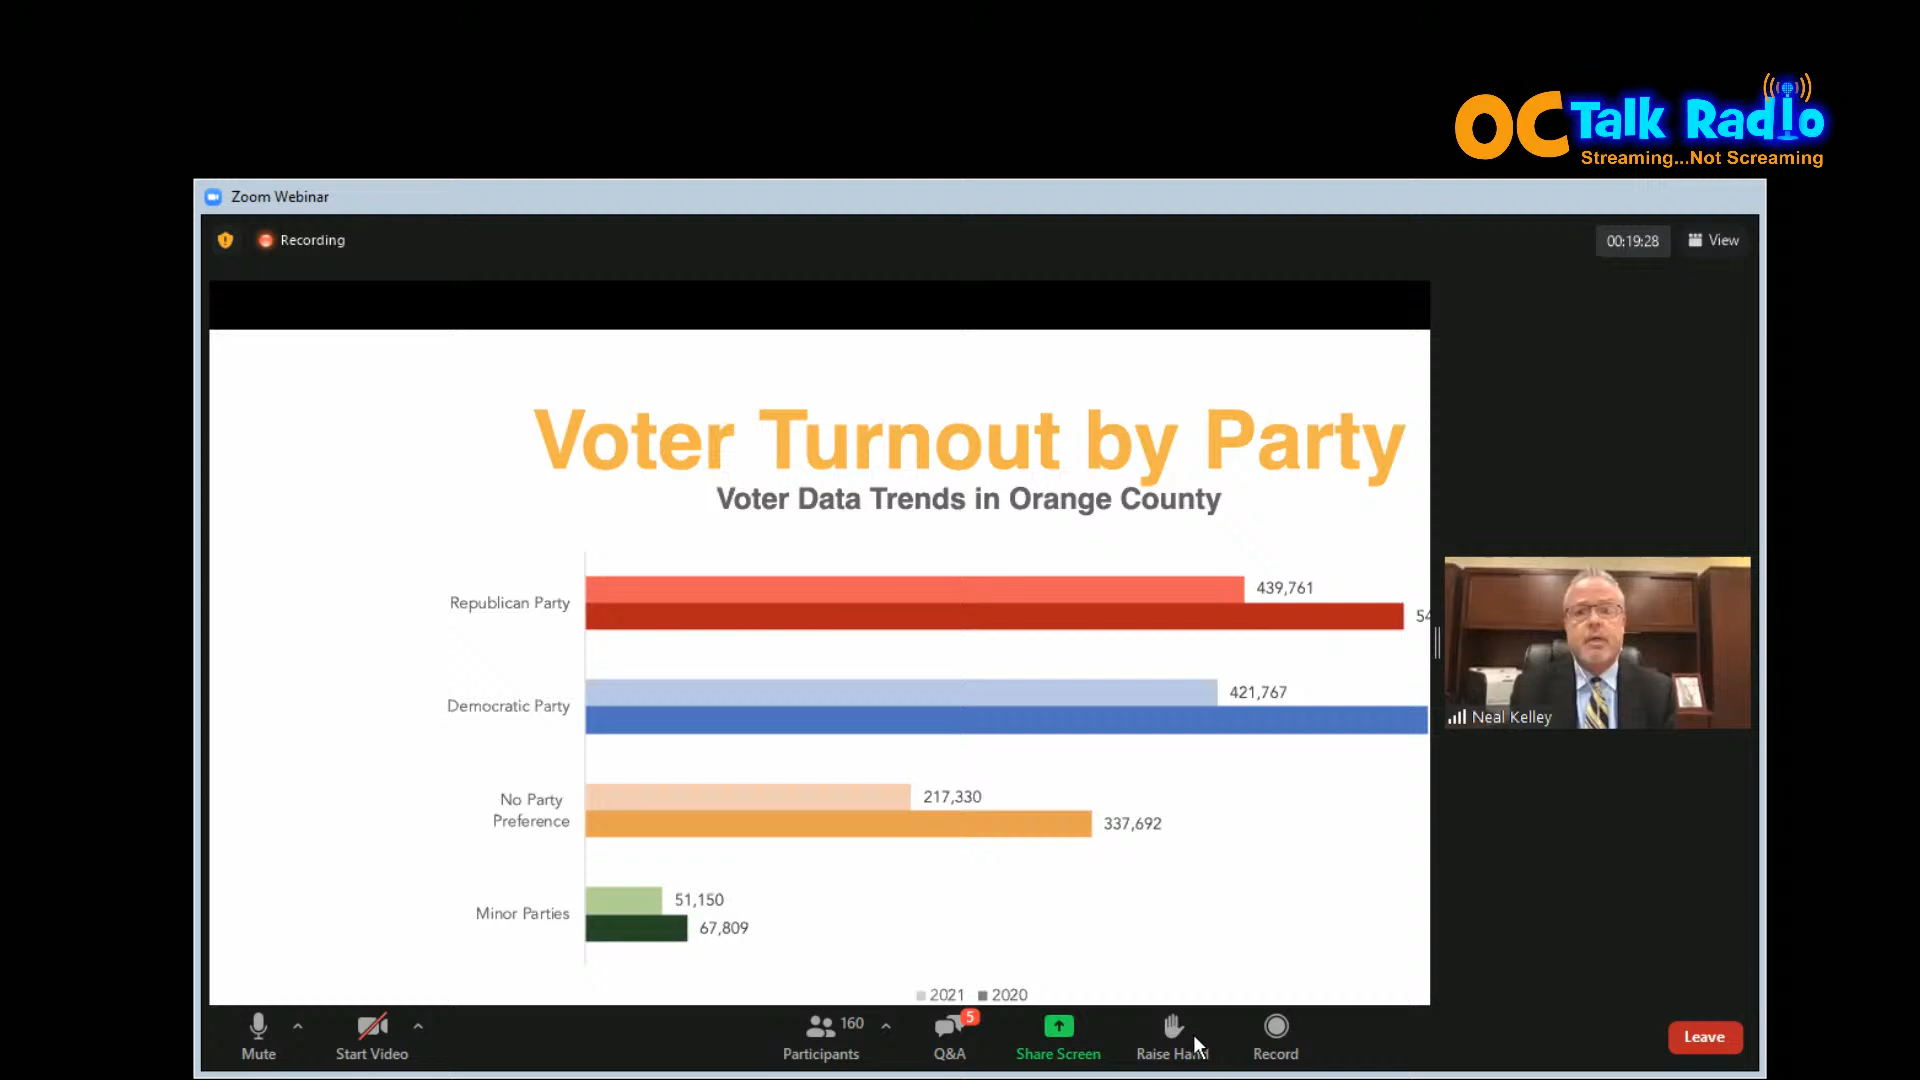 OC Talk Radio
Streaming...Not Screaming
Zoom Webinar
Recording
00:19:28
View
Voter Turnout by Party
Voter Data Trends in Orange County
Republican Party
439,761
54
Democratic Party
421,767
No Party
Preference
217,330
337,692
Minor Parties
51,150
67,809
2021
2020
Neal Kelley
Mute
Start Video
160
Participants
5
Q&A
Share Screen
Raise Hand
Record
Leave